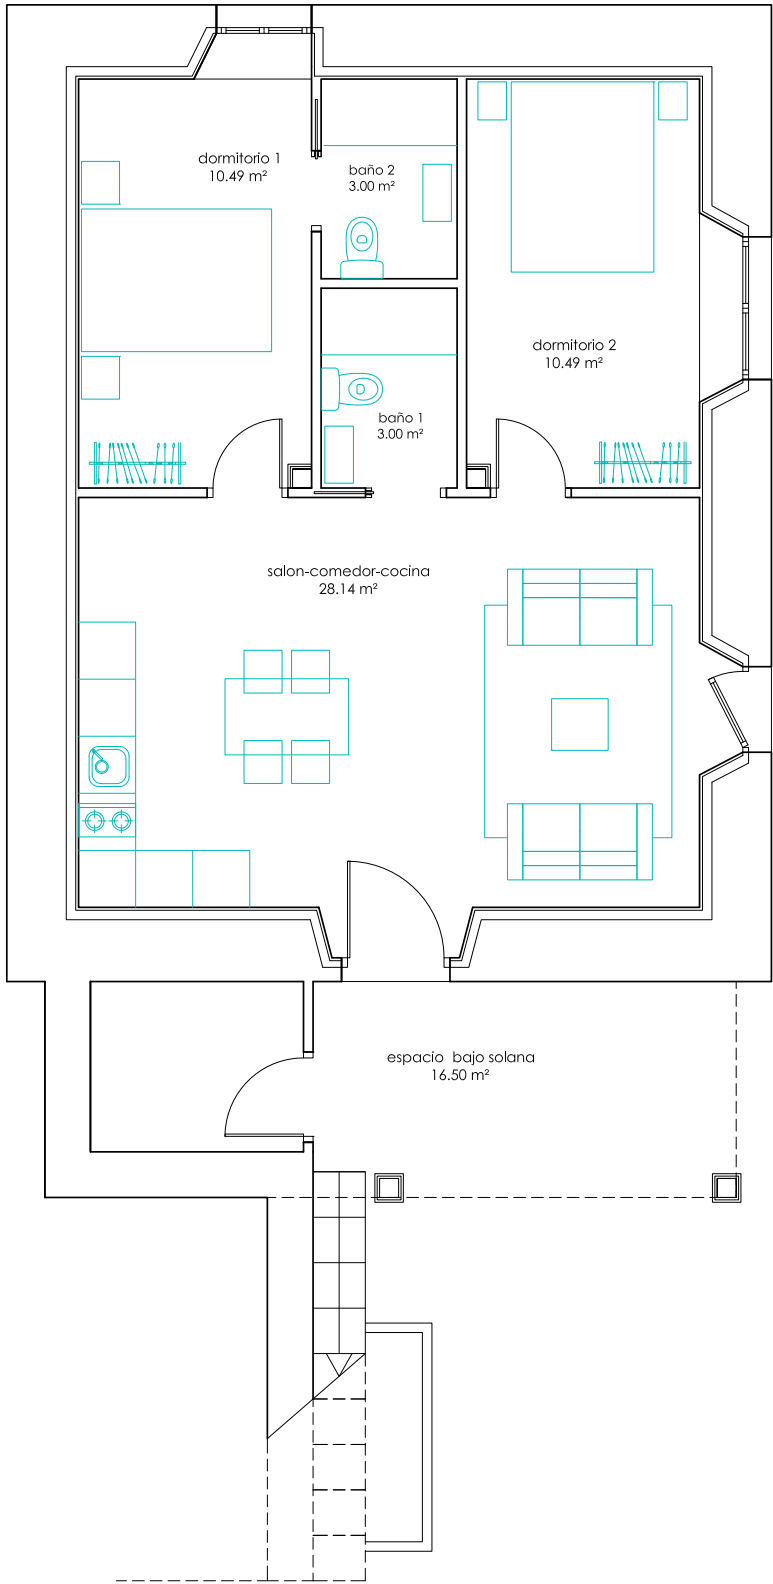 dormitorio 1
10.49 m²
baño 2
3.00 m²
dormitorio 2
10.49 m²
baño 1
3.00 m²
salon-comedor-cocina
28.14 m²
espacio bajo solana
16.50 m²